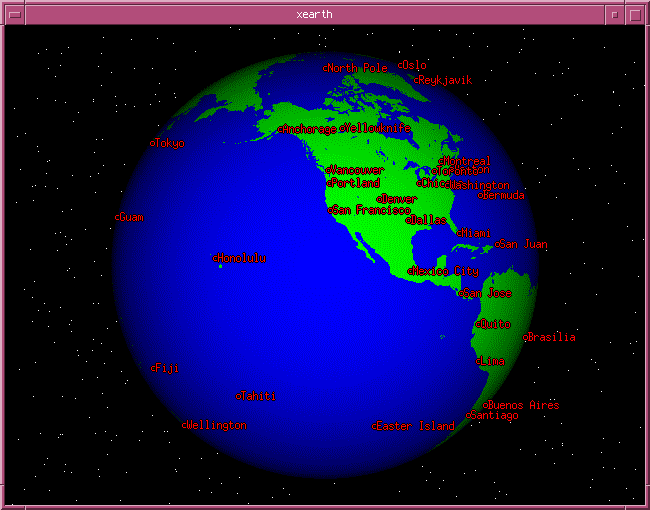 xearth
North Pole
Oslo
Reykjavik
Anchorage
Yellowknife
Tokyo
Montreal
Vancouver
Toronto
Portland
Chic
Washington
Bermuda
Denver
San Francisco
Guam
Dallas
Miami
San Juan
Honolulu
Mexico City
San Jose
Quito
Brasilia
Lima
Fiji
Tahiti
Buenos Aires
Santiago
Wellington
Easter Island